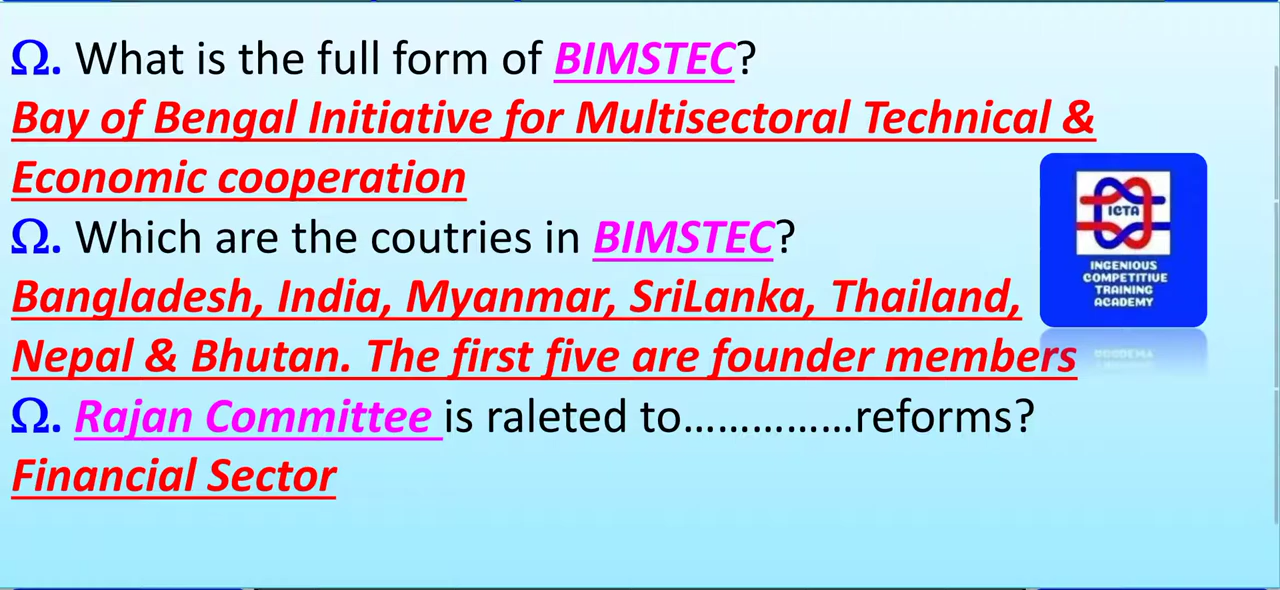 Ω. What is the full form of BIMSTEC?
Bay of Bengal Initiative for Multisectoral Technical &
Economic cooperation
Ω. Which are the coutries in BIMSTEC?
Bangladesh, India, Myanmar, SriLanka, Thailand,
Nepal & Bhutan. The first five are founder members
Ω. Rajan Committee is raleted to……………reforms?
Financial Sector
ICTA
INGENIOUS
COMPETITIVE
TRAINING
ACADEMY